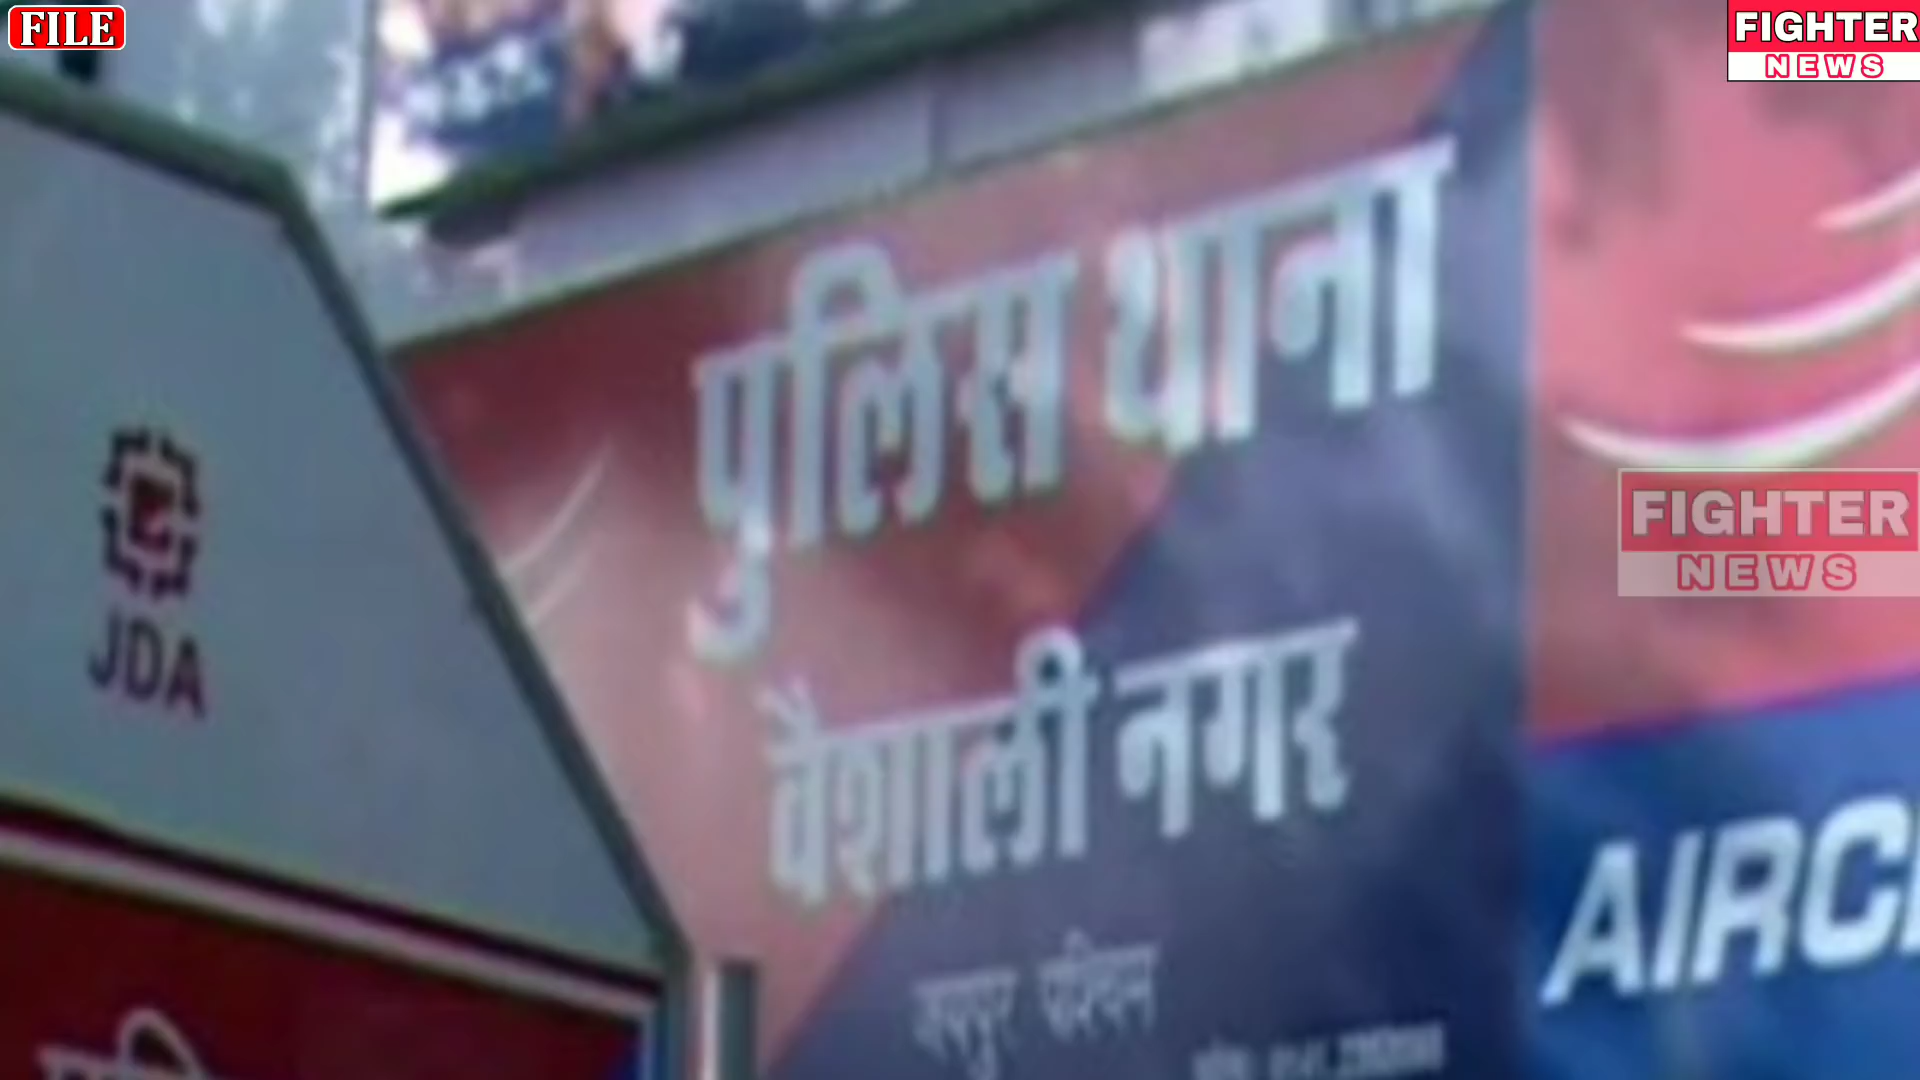 FILE
FIGHTER
NEWS
पुलिस थाना
FIGHTER
NEWS
JDA
वैशाली नगर
AIRC
जयपुर पश्चिम